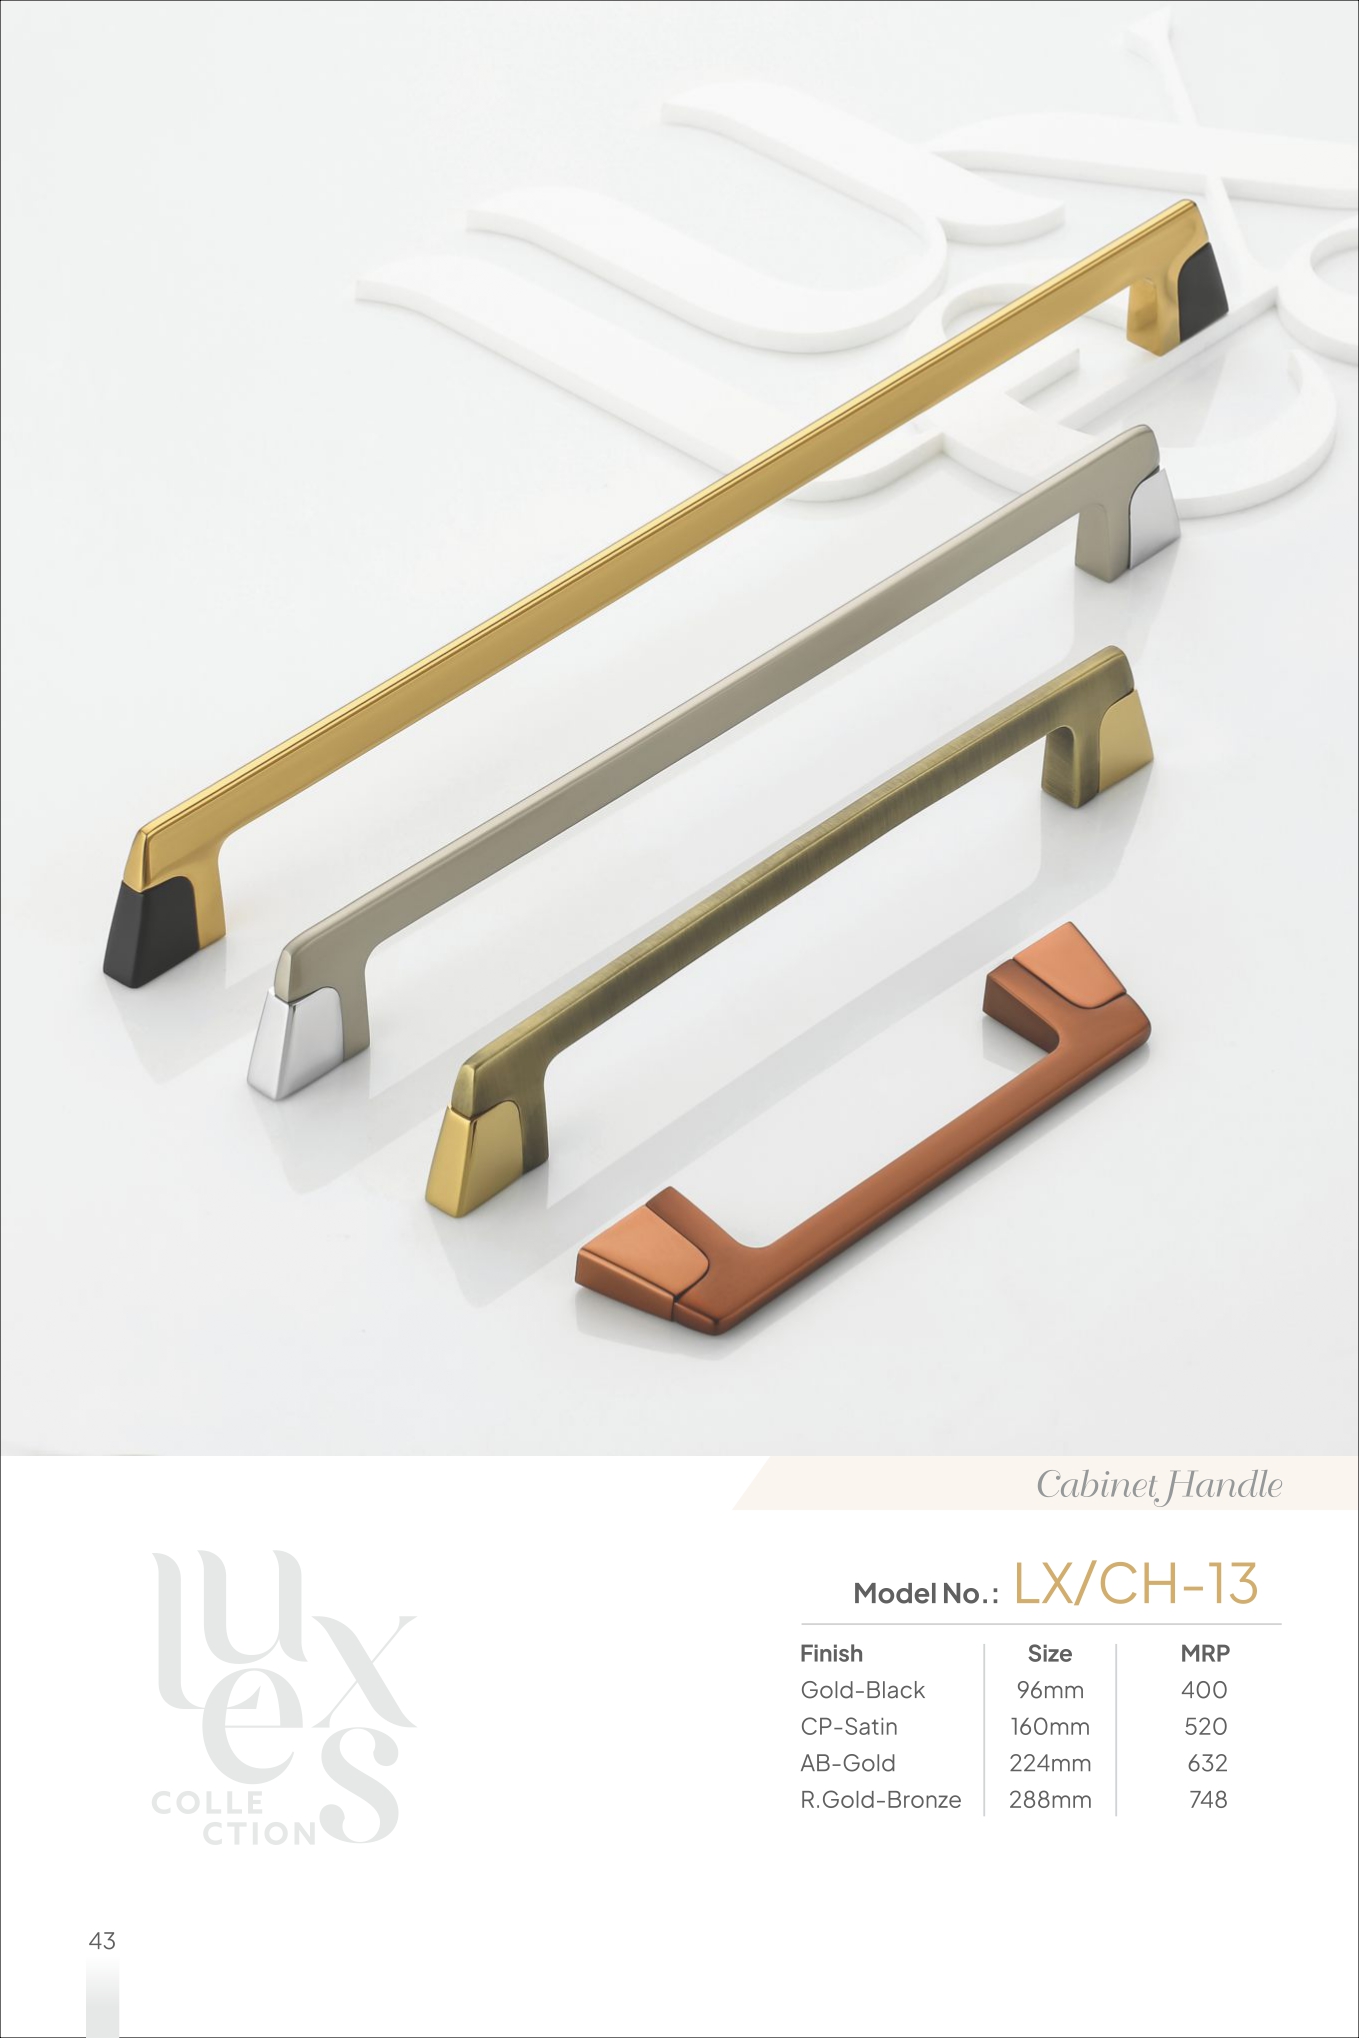 Cabinet Handle
Model No.: LX/CH-13
Finish Size MRP
Gold-Black 96mm 400
CP-Satin 160mm 520
AB-Gold 224mm 632
R.Gold-Bronze 288mm 748
luxes
COLLE
CTION
43